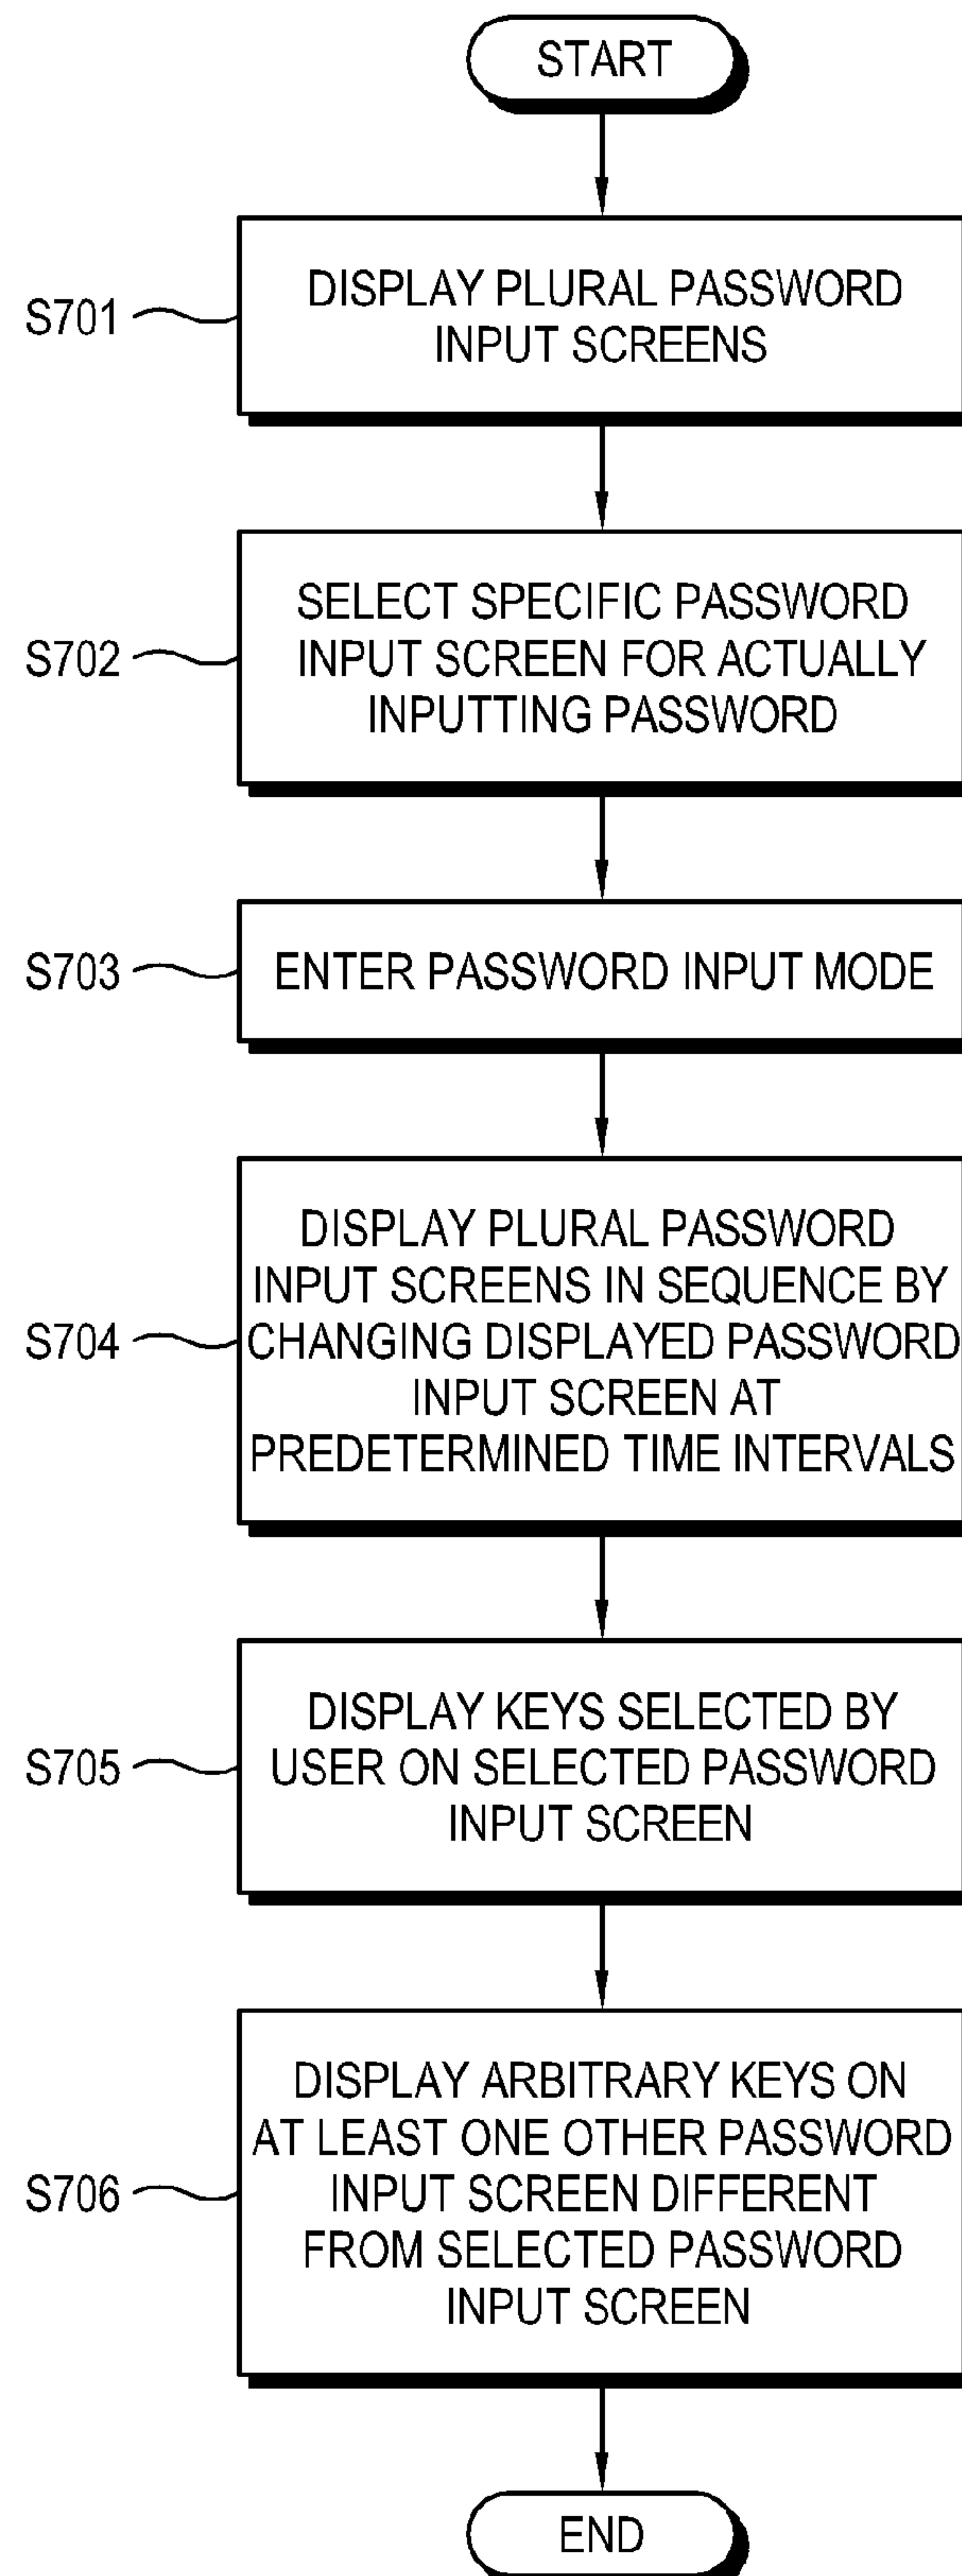 START
S701
DISPLAY PLURAL PASSWORD
INPUT SCREENS
S702
SELECT SPECIFIC PASSWORD
INPUT SCREEN FOR ACTUALLY
INPUTTING PASSWORD
S703
ENTER PASSWORD INPUT MODE
S704
DISPLAY PLURAL PASSWORD
INPUT SCREENS IN SEQUENCE BY
CHANGING DISPLAYED PASSWORD
INPUT SCREEN AT
PREDETERMINED TIME INTERVALS
S705
DISPLAY KEYS SELECTED BY
USER ON SELECTED PASSWORD
INPUT SCREEN
S706
DISPLAY ARBITRARY KEYS ON
AT LEAST ONE OTHER PASSWORD
INPUT SCREEN DIFFERENT
FROM SELECTED PASSWORD
INPUT SCREEN
END